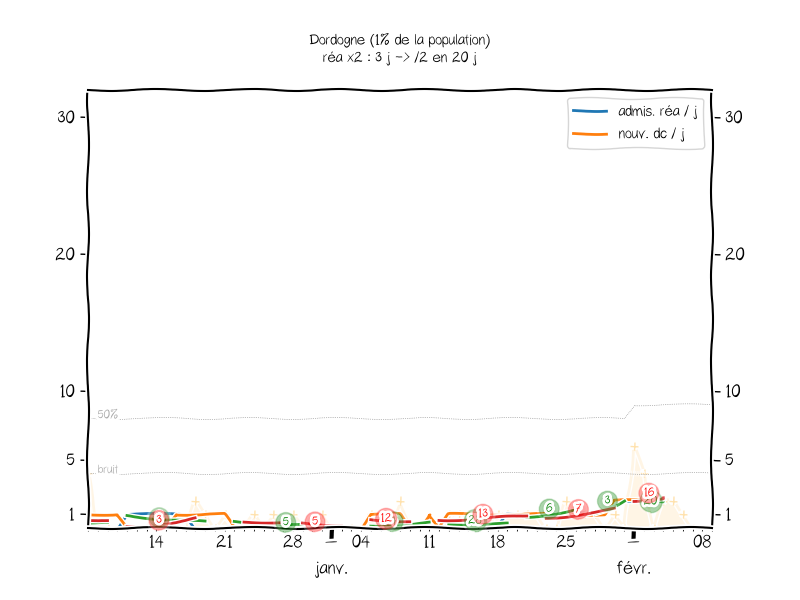 Dordogne (1% de la population)
réa x2 : 3 j -> /2 en 20 j
admis. réa / j
nouv. dc / j
30 30
20 20
10 10
50%
5 5
bruit
1 1
3 5 5 12 13 6 7 3 16 20
14 21 28 04 11 18 25 08
janv. févr.